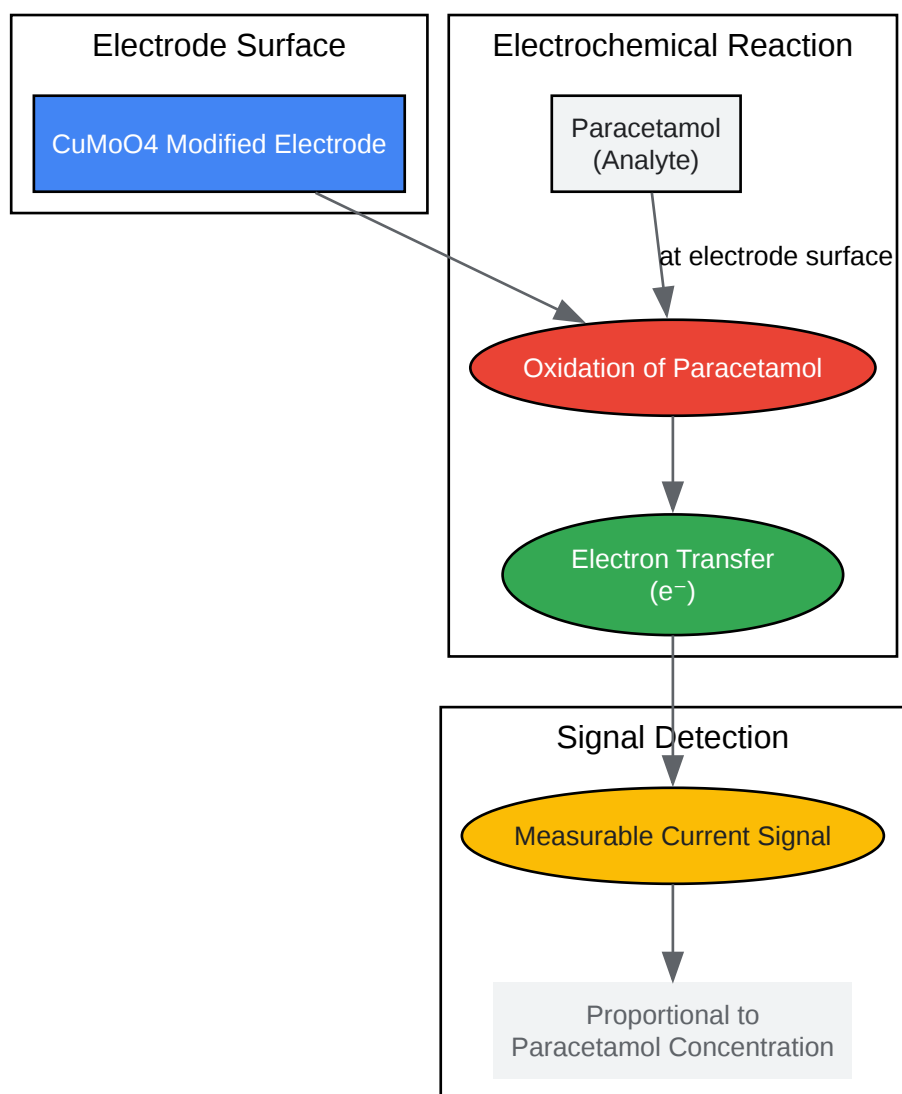 Electrode Surface
CuMoO4 Modified Electrode
Electrochemical Reaction
Paracetamol
(Analyte)
at electrode surface
Oxidation of Paracetamol
Electron Transfer
(e⁻)
Signal Detection
Measurable Current Signal
Proportional to
Paracetamol Concentration